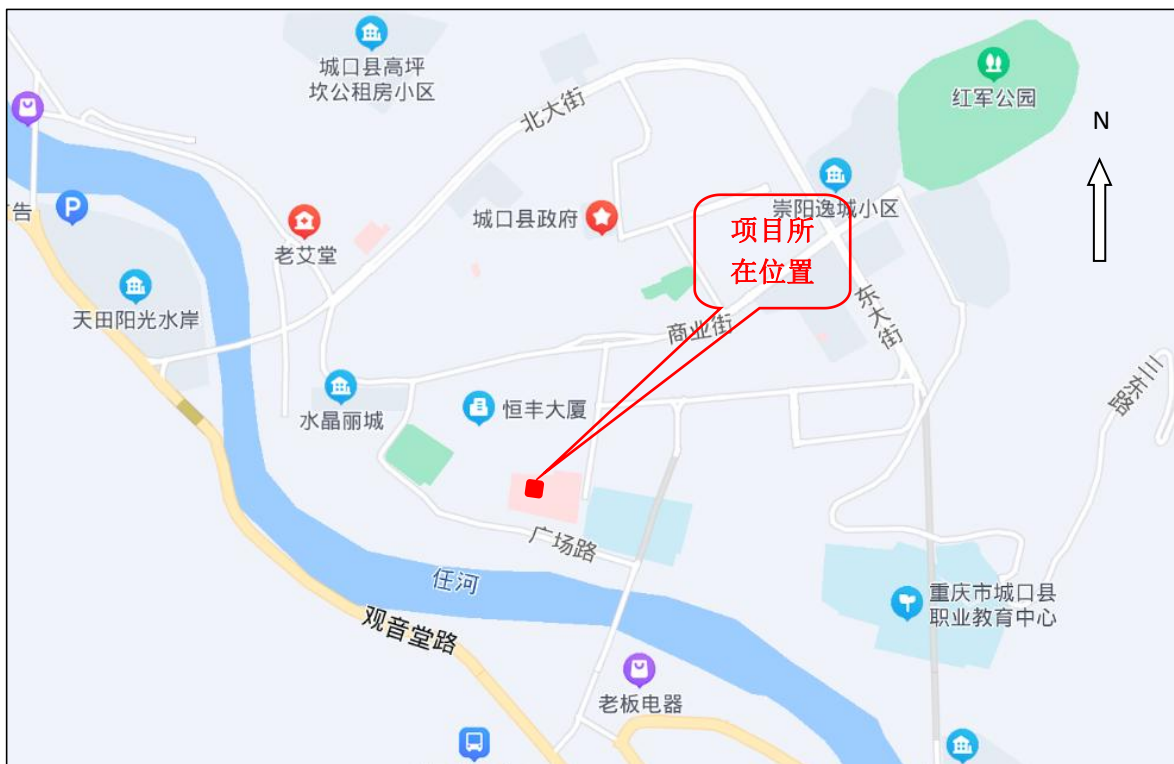 城口县高坪
坎公租房小区
北大街
红军公园
N
告
P
老艾堂
城口县政府
崇阳逸城小区
项目所
在位置
天田阳光水岸
商业街
东大街
三东路
水晶丽城
恒丰大厦
广场路
任河
观音堂路
重庆市城口县
职业教育中心
老板电器